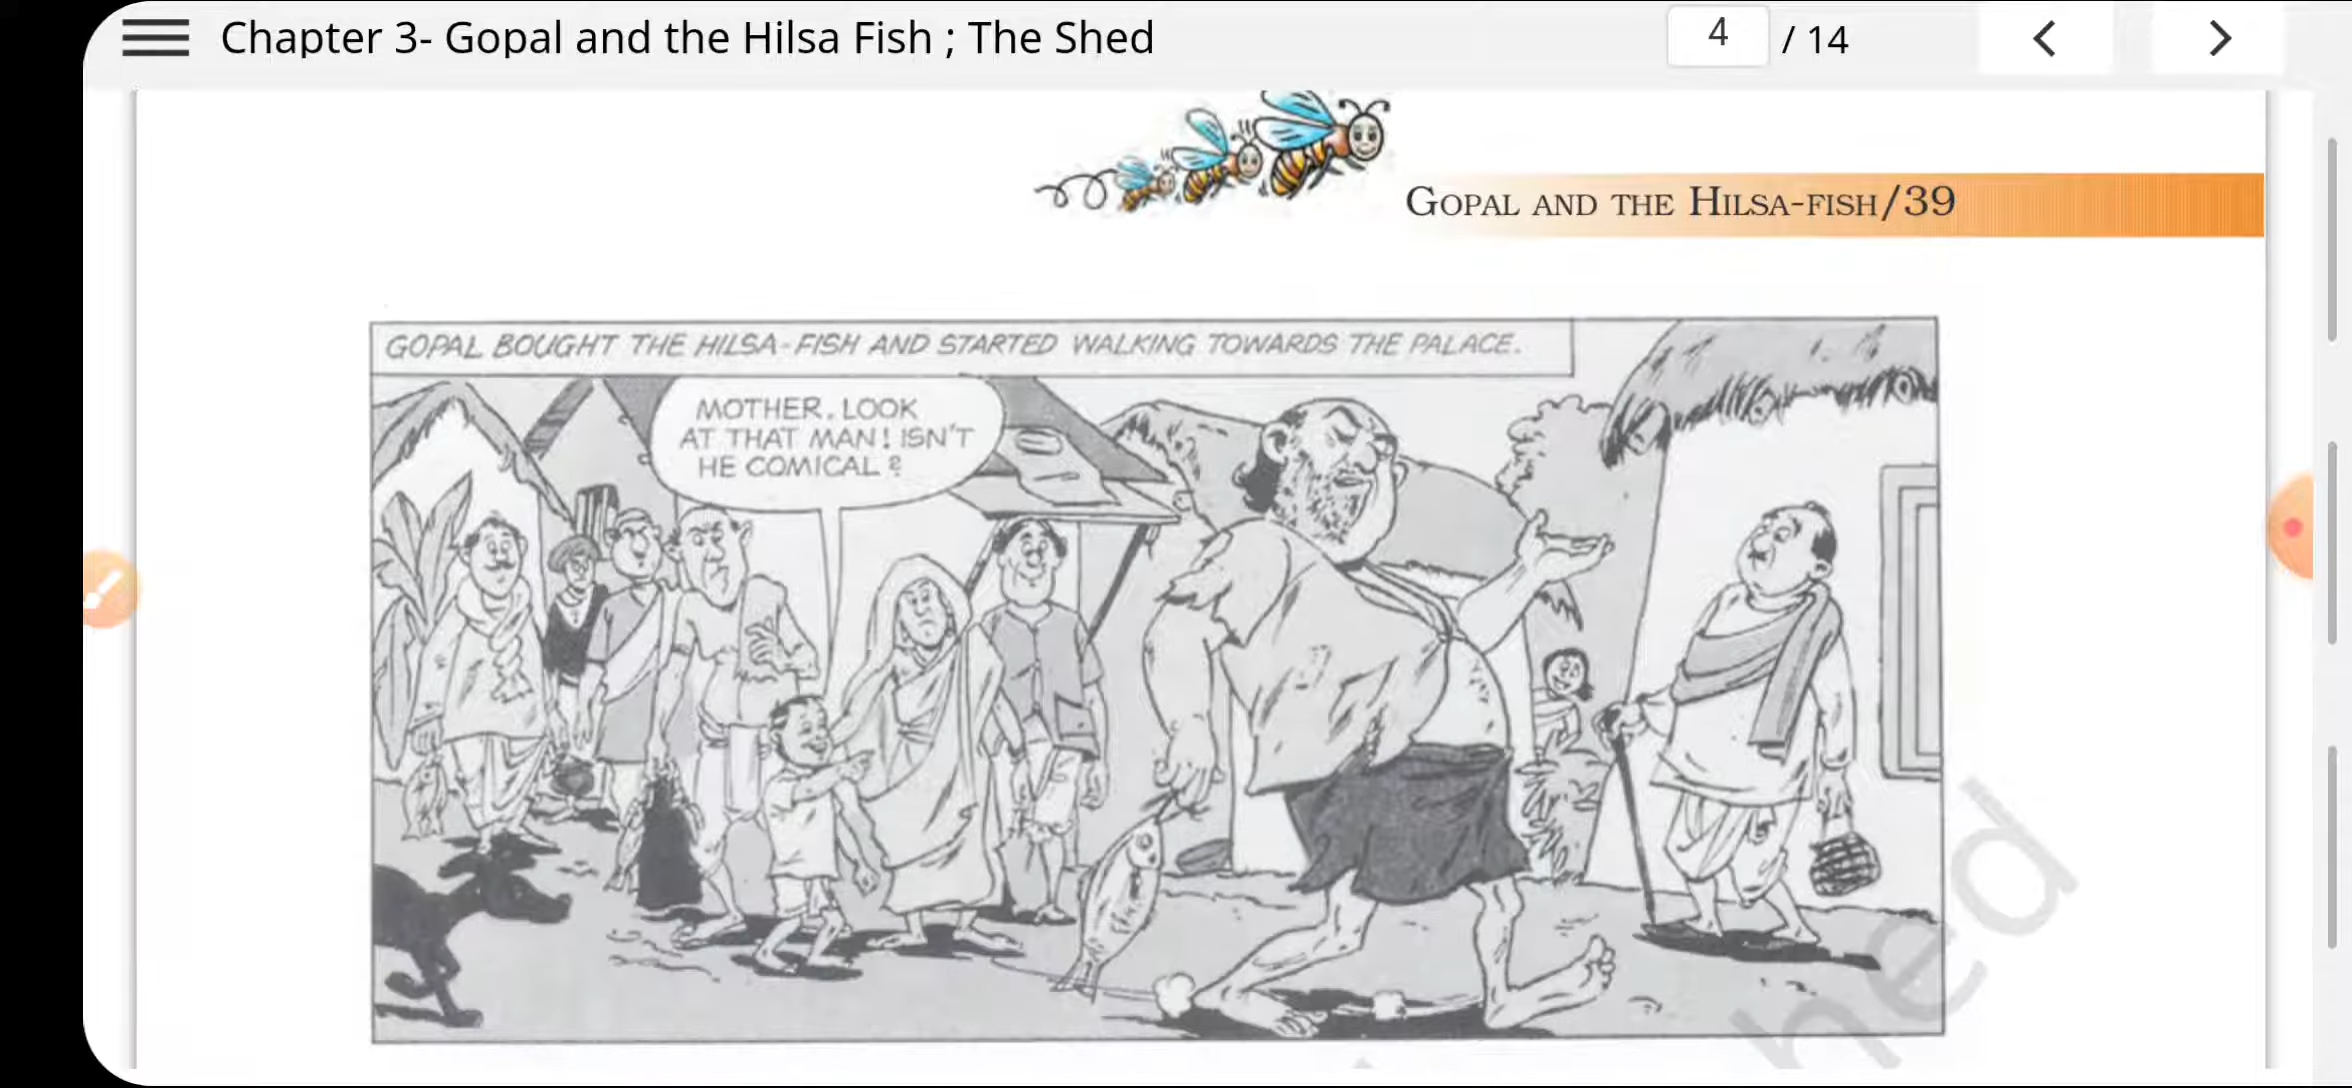 Chapter 3- Gopal and the Hilsa Fish ; The Shed
4 / 14
GOPAL AND THE HILSA-FISH/39
GOPAL BOUGHT THE HILSA-FISH AND STARTED WALKING TOWARDS THE PALACE.
MOTHER, LOOK
AT THAT MAN! ISN'T
HE COMICAL?
hed